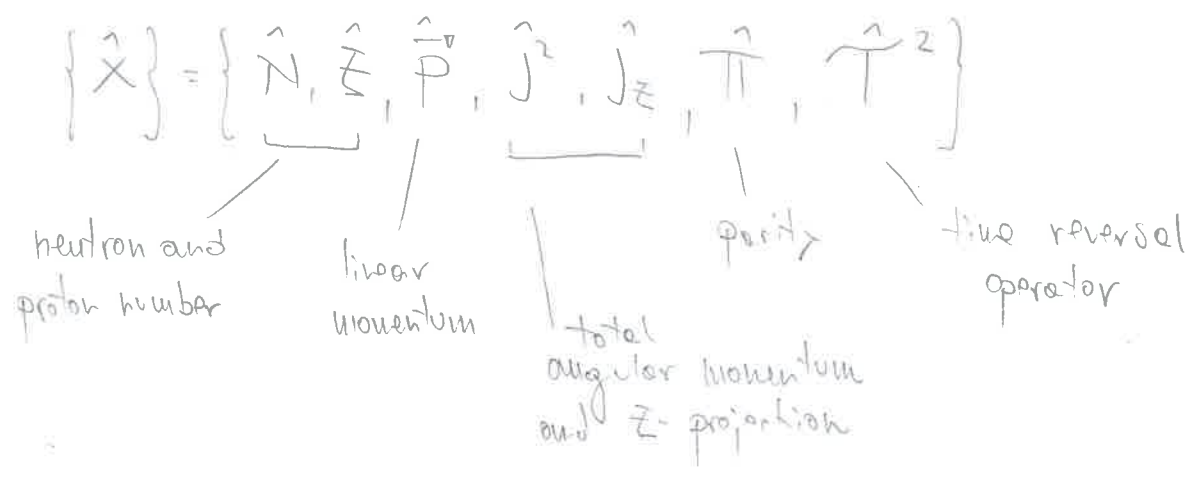 {X̂} = {N̂, Ẑ, P̂⃗, Ĵ², Ĵz, Π̂, T̂²}
neutron and
proton number
linear
momentum
total
angular momentum
and z-projection
parity
time reversal
operator